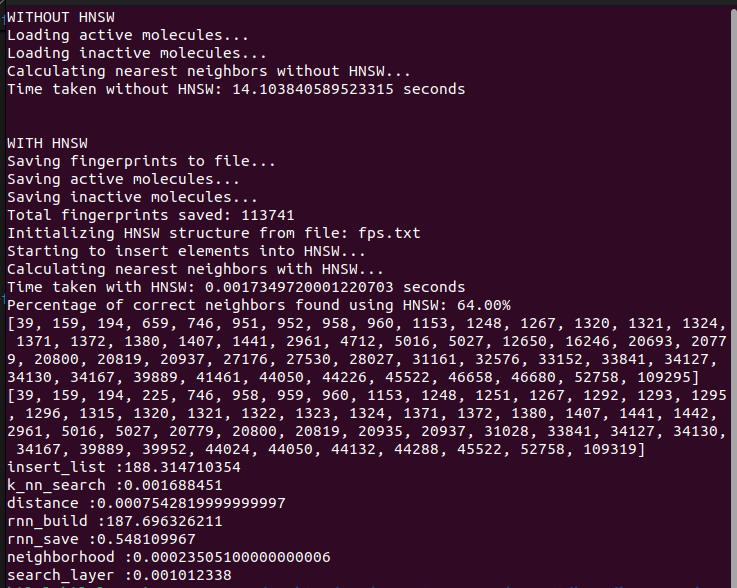 WITHOUT HNSW
Loading active molecules...
Loading inactive molecules...
Calculating nearest neighbors without HNSW...
Time taken without HNSW: 14.103840589523315 seconds
WITH HNSW
Saving fingerprints to file...
Saving active molecules...
Saving inactive molecules...
Total fingerprints saved: 113741
Initializing HNSW structure from file: fps.txt
Starting to insert elements into HNSW...
Calculating nearest neighbors with HNSW...
Time taken with HNSW: 0.0017349720001220703 seconds
Percentage of correct neighbors found using HNSW: 64.00%
[39, 159, 194, 659, 746, 951, 952, 958, 960, 1153, 1248, 1267, 1320, 1321, 1324,
 1371, 1372, 1380, 1407, 1441, 2961, 4712, 5016, 5027, 12650, 16246, 20693, 2077
9, 20800, 20819, 20937, 27176, 27530, 28027, 31161, 32576, 33152, 33841, 34127,
34130, 34167, 39889, 41461, 44050, 44226, 45522, 46658, 46680, 52758, 109295]
[39, 159, 194, 225, 746, 958, 959, 960, 1153, 1248, 1251, 1267, 1292, 1293, 1295
, 1296, 1315, 1320, 1321, 1322, 1323, 1324, 1371, 1372, 1380, 1407, 1441, 1442,
2961, 5016, 5027, 20779, 20800, 20819, 20935, 20937, 31028, 33841, 34127, 34130,
 34167, 39889, 39952, 44024, 44050, 44132, 44288, 45522, 52758, 109319]
insert_list :188.314710354
k_nn_search :0.001688451
distance :0.0007542819999999997
rnn_build :187.696326211
rnn_save :0.548109967
neighborhood :0.00023505100000000006
search_layer :0.001012338